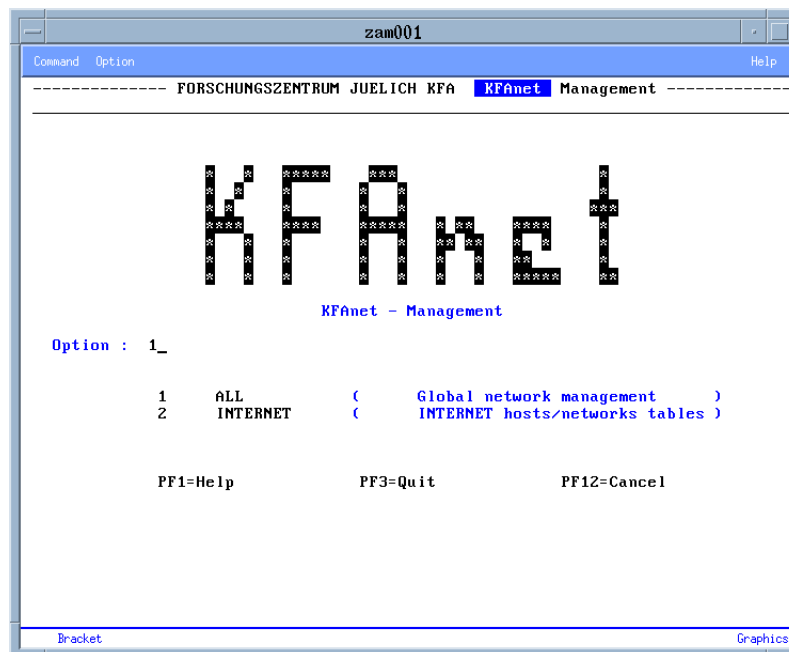 zam001
Command Option Help
-------------- FORSCHUNGSZENTRUM JUELICH KFA KFAnet Management -------------
KFAnet
KFAnet - Management
Option : 1_
1 ALL ( Global network management )
2 INTERNET ( INTERNET hosts/networks tables )
PF1=Help PF3=Quit PF12=Cancel
Bracket Graphics